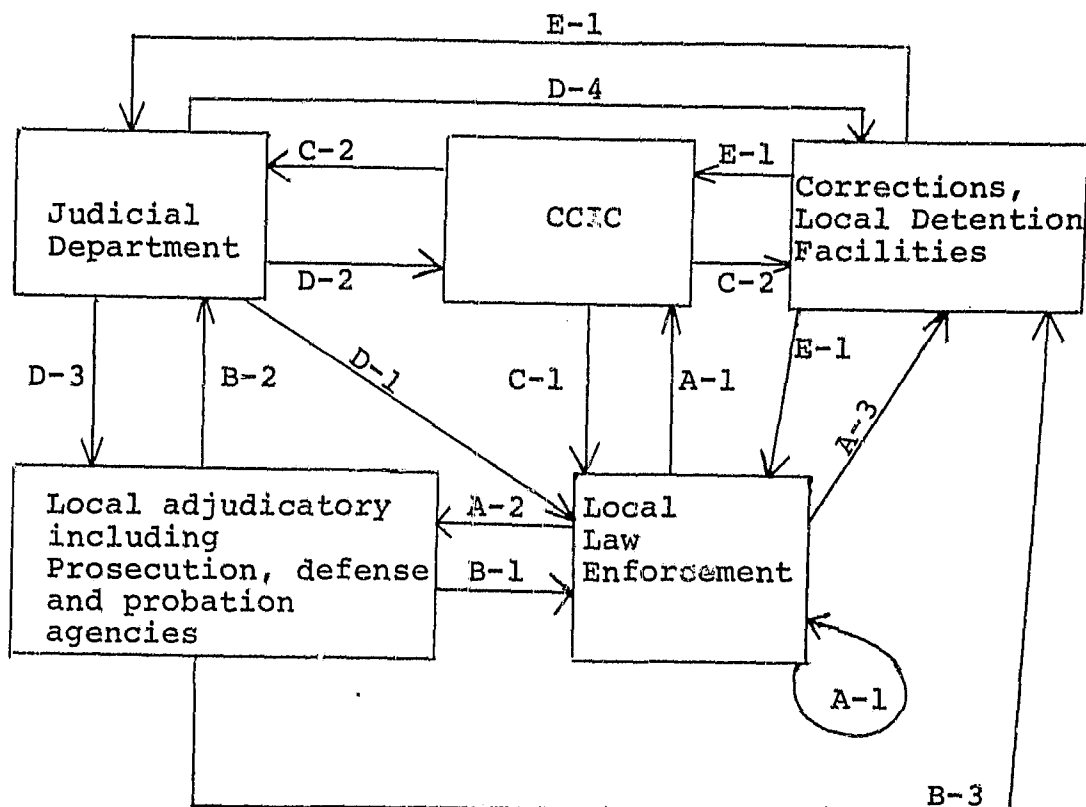 E-1
D-4
C-2
E-1
Judicial
Department
CCIC
Corrections,
Local Detention
Facilities
D-2
C-2
D-3
B-2
D-1
C-1
A-1
E-1
A-3
Local adjudicatory
including
Prosecution, defense
and probation
agencies
A-2
B-1
Local
Law
Enforcement
A-1
B-3